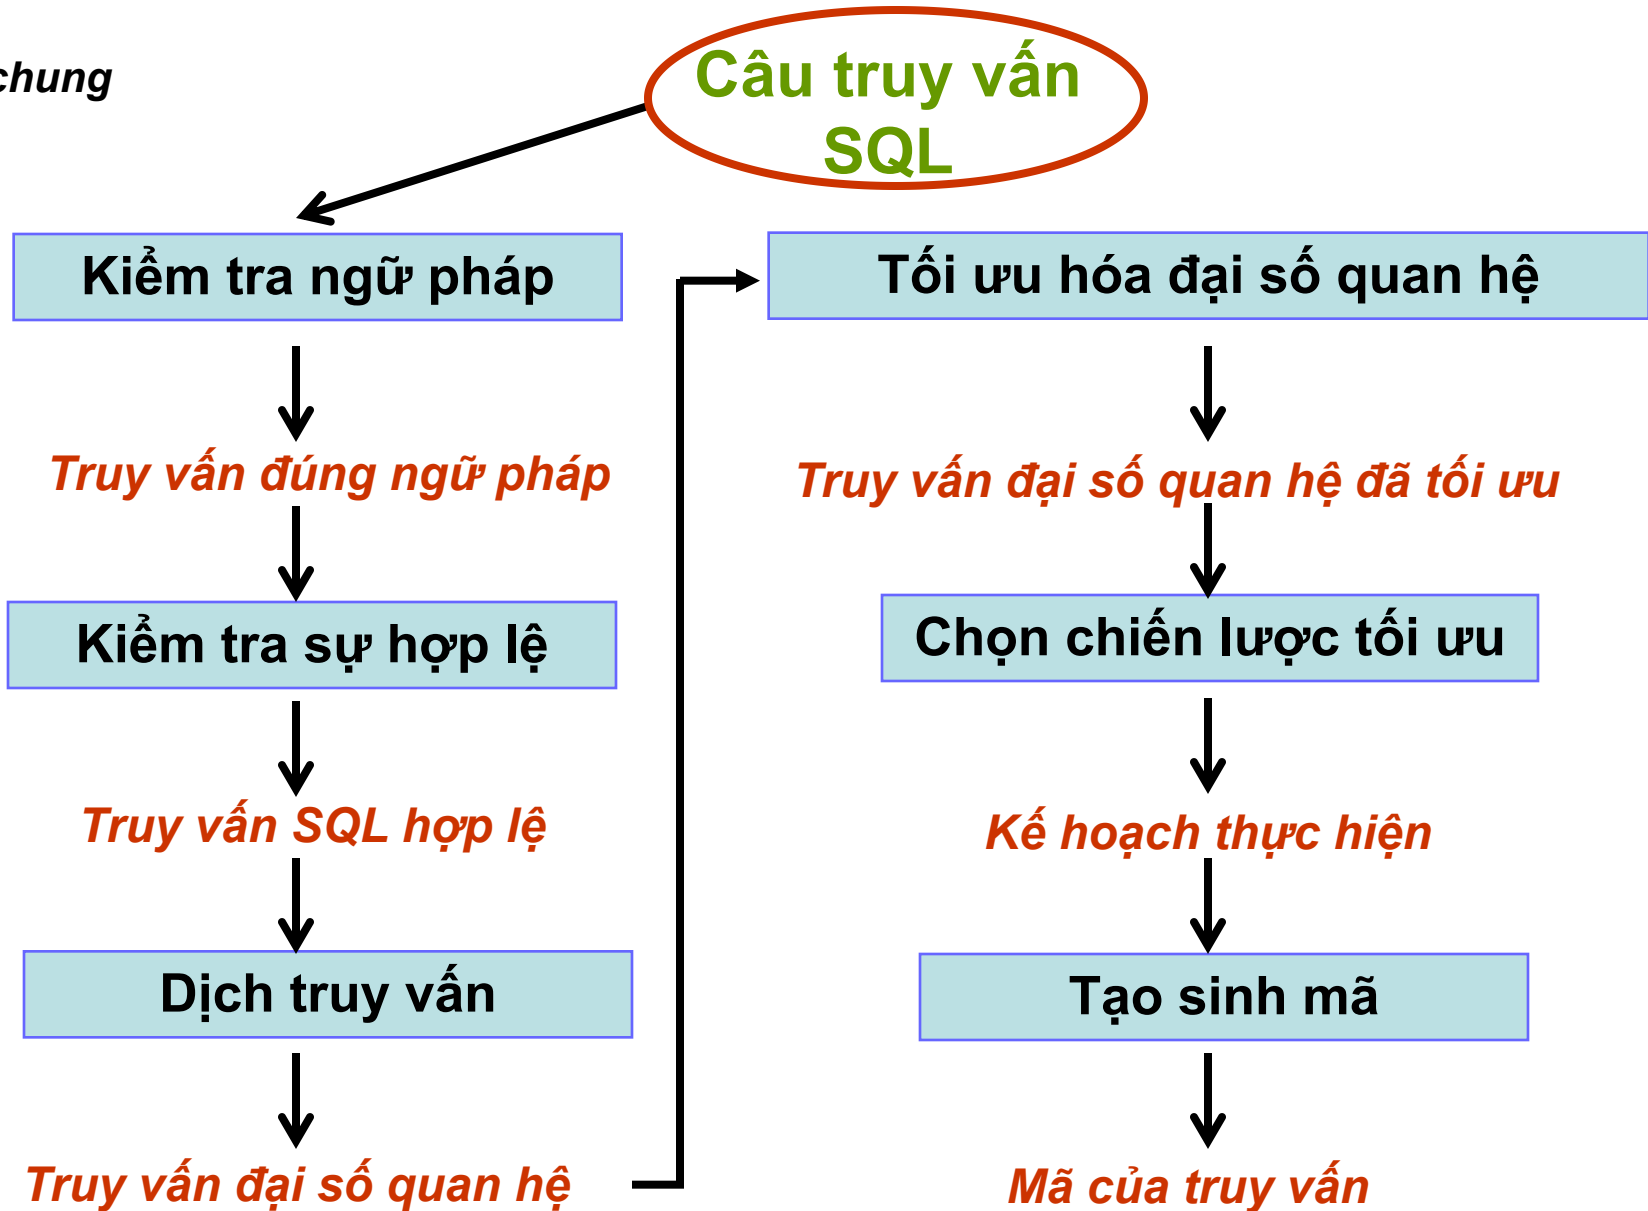 chung
Câu truy vấn
SQL
Kiểm tra ngữ pháp
Truy vấn đúng ngữ pháp
Kiểm tra sự hợp lệ
Truy vấn SQL hợp lệ
Dịch truy vấn
Truy vấn đại số quan hệ
Tối ưu hóa đại số quan hệ
Truy vấn đại số quan hệ đã tối ưu
Chọn chiến lược tối ưu
Kế hoạch thực hiện
Tạo sinh mã
Mã của truy vấn